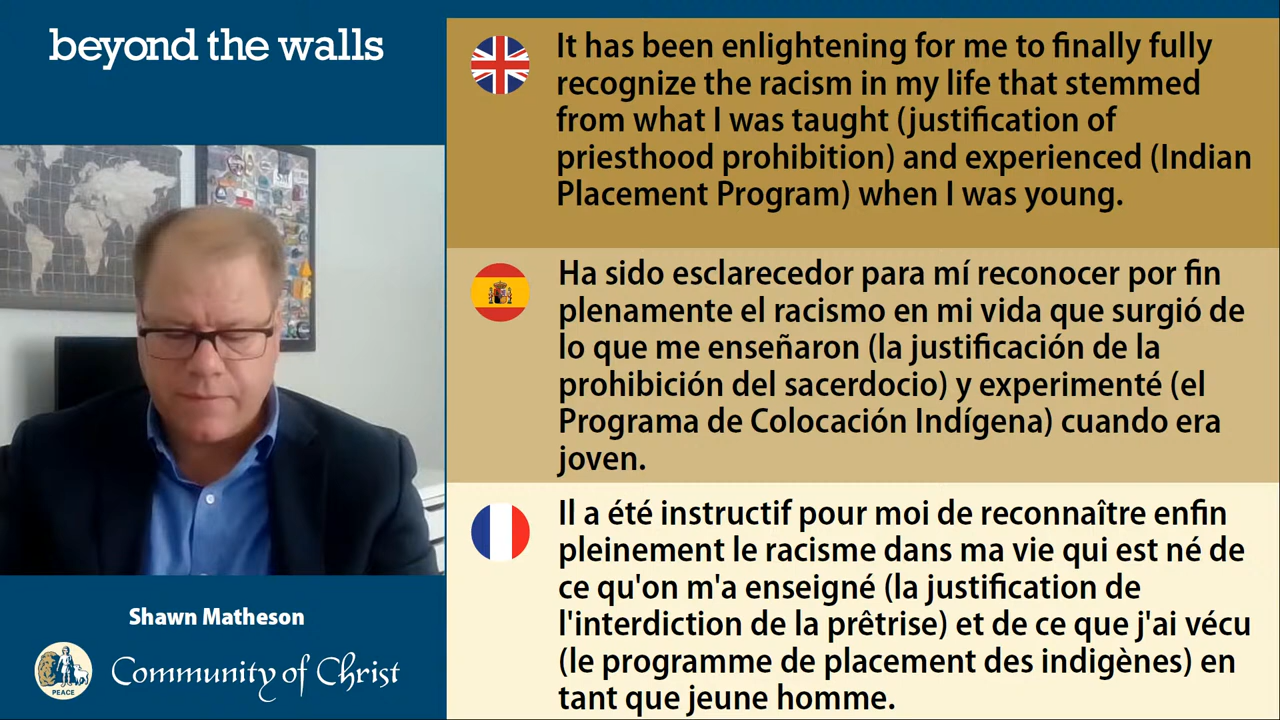 beyond the walls
It has been enlightening for me to finally fully
recognize the racism in my life that stemmed
from what I was taught (justification of
priesthood prohibition) and experienced (Indian
Placement Program) when I was young.
Ha sido esclarecedor para mí reconocer por fin
plenamente el racismo en mi vida que surgió de
lo que me enseñaron (la justificación de la
prohibición del sacerdocio) y experimenté (el
Programa de Colocación Indígena) cuando era
joven.
Il a été instructif pour moi de reconnaître enfin
pleinement le racisme dans ma vie qui est né de
ce qu'on m'a enseigné (la justification de
l'interdiction de la prêtrise) et de ce que j'ai vécu
(le programme de placement des indigènes) en
tant que jeune homme.
Shawn Matheson
PEACE
Community of Christ